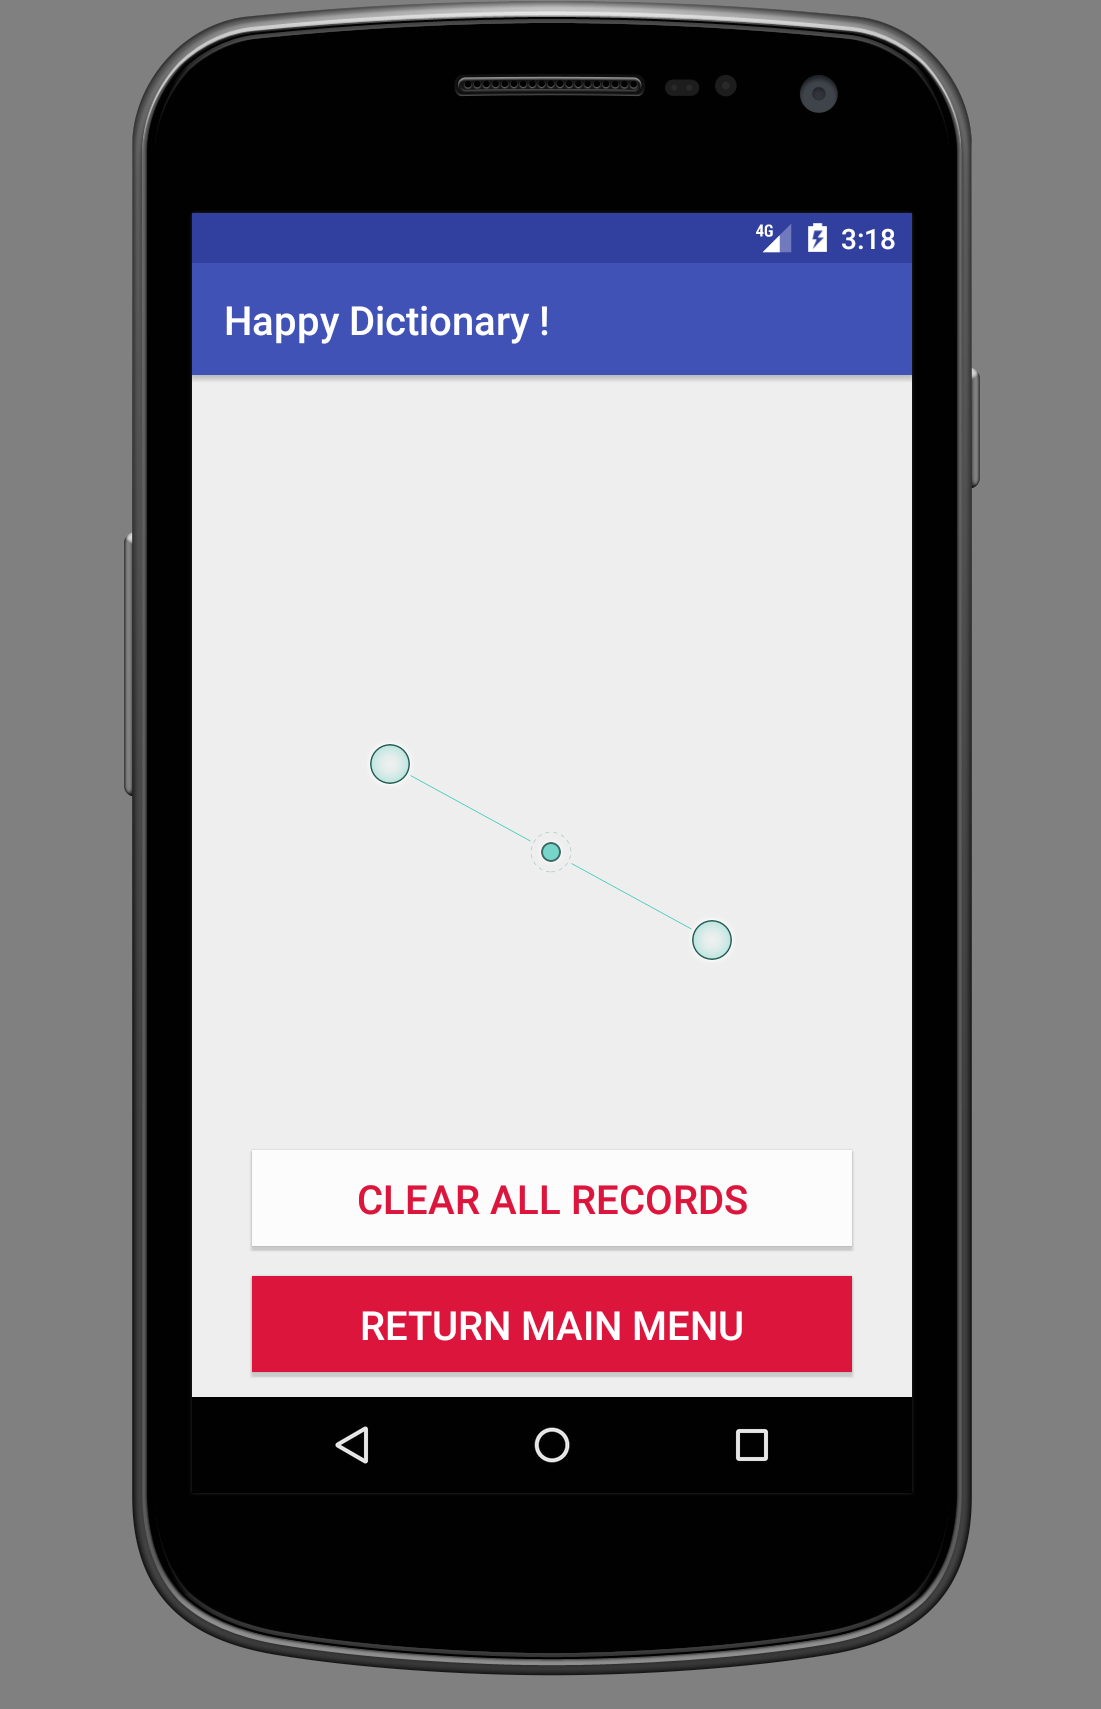 4G 3:18
Happy Dictionary !
CLEAR ALL RECORDS
RETURN MAIN MENU